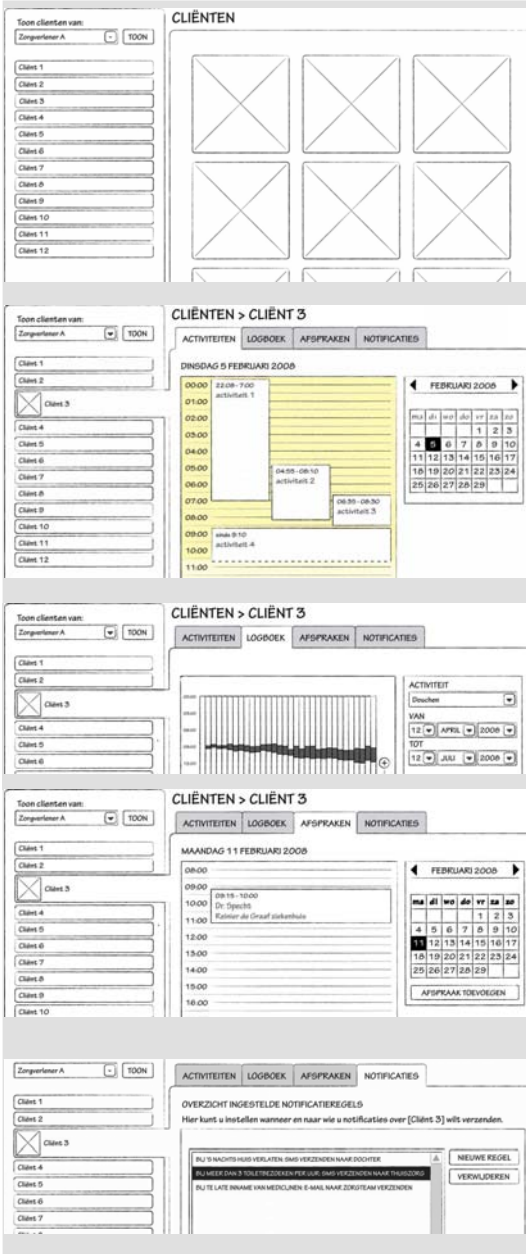 Toon clienten van:
Zorgverlener A
TOON
Cliënt 1
Cliënt 2
Cliënt 3
Cliënt 4
Cliënt 5
Cliënt 6
Cliënt 7
Cliënt 8
Cliënt 9
Cliënt 10
Cliënt 11
Cliënt 12
CLIËNTEN
Toon clienten van:
Zorgverlener A
TOON
Cliënt 1
Cliënt 2
Cliënt 3
Cliënt 4
Cliënt 5
Cliënt 6
Cliënt 7
Cliënt 8
Cliënt 9
Cliënt 10
Cliënt 11
Cliënt 12
CLIËNTEN > CLIËNT 3
ACTIVITEITEN LOGBOEK AFSPRAKEN NOTIFICATIES
DINSDAG 5 FEBRUARI 2008
00:00
01:00
02:00
03:00
04:00
05:00
06:00
07:00
08:00
09:00
10:00
11:00
22:08 - 7:00
activiteit 1
04:55 - 08:10
activiteit 2
06:35 - 08:30
activiteit 3
sinds 9:10
activiteit 4
FEBRUARI 2008
ma di wo do vr za zo
1 2 3
4 5 6 7 8 9 10
11 12 13 14 15 16 17
18 19 20 21 22 23 24
25 26 27 28 29
Toon clienten van:
Zorgverlener A
TOON
Cliënt 1
Cliënt 2
Cliënt 3
Cliënt 4
Cliënt 5
Cliënt 6
CLIËNTEN > CLIËNT 3
ACTIVITEITEN LOGBOEK AFSPRAKEN NOTIFICATIES
ACTIVITEIT
Douchen
VAN
12 APRIL 2008
TOT
12 JULI 2008
Toon clienten van:
Zorgverlener A
TOON
Cliënt 1
Cliënt 2
Cliënt 3
Cliënt 4
Cliënt 5
Cliënt 6
Cliënt 7
Cliënt 8
Cliënt 9
Cliënt 10
CLIËNTEN > CLIËNT 3
ACTIVITEITEN LOGBOEK AFSPRAKEN NOTIFICATIES
MAANDAG 11 FEBRUARI 2008
08:00
09:00
10:00
11:00
12:00
13:00
14:00
15:00
16:00
09:15 - 10:00
Dr. Specht
Reinier de Graaf ziekenhuis
FEBRUARI 2008
ma di wo do vr za zo
1 2 3
4 5 6 7 8 9 10
11 12 13 14 15 16 17
18 19 20 21 22 23 24
25 26 27 28 29
AFSPRAAK TOEVOEGEN
Zorgverlener A
TOON
Cliënt 1
Cliënt 2
Cliënt 3
Cliënt 4
Cliënt 5
Cliënt 6
Cliënt 7
ACTIVITEITEN LOGBOEK AFSPRAKEN NOTIFICATIES
OVERZICHT INGESTELDE NOTIFICATIEREGELS
Hier kunt u instellen wanneer en naar wie u notificaties over [Cliënt 3] wilt verzenden.
BIJ 'S NACHTS HUIS VERLATEN: SMS VERZENDEN NAAR DOCHTER
BIJ MEER DAN 3 TOILETBEZOEKEN PER UUR: SMS VERZENDEN NAAR THUISZORG
BIJ TE LATE INNAME VAN MEDICIJNEN: E-MAIL NAAR ZORGTEAM VERZENDEN
NIEUWE REGEL
VERWIJDEREN